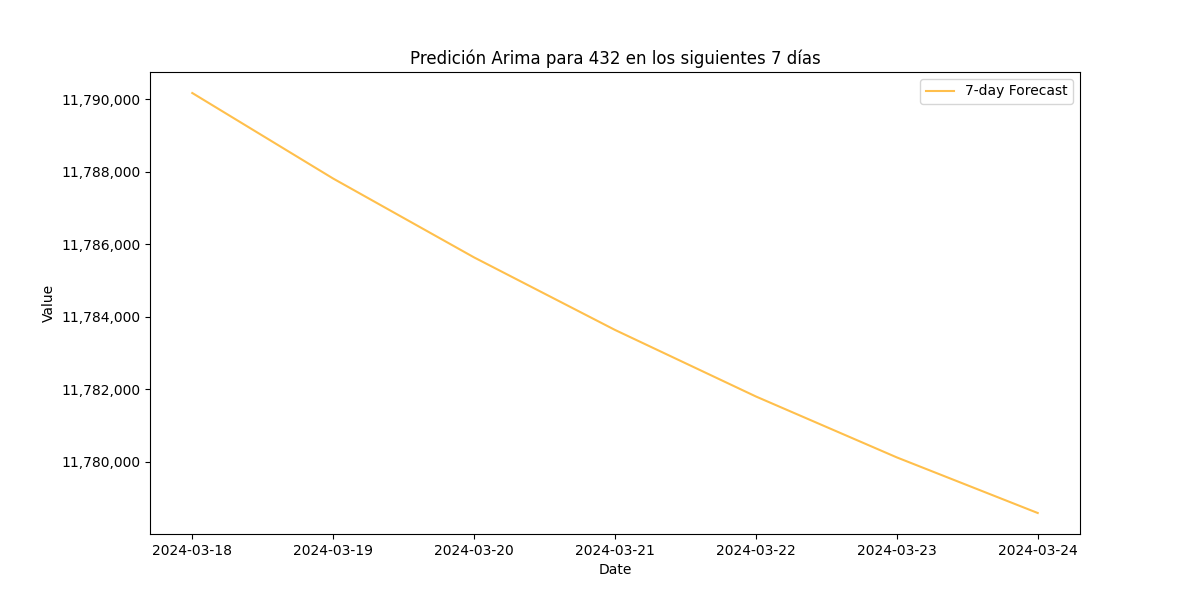 Predición Arima para 432 en los siguientes 7 días
7-day Forecast
11,790,000
11,788,000
11,786,000
11,784,000
11,782,000
11,780,000
Value
2024-03-18 2024-03-19 2024-03-20 2024-03-21 2024-03-22 2024-03-23 2024-03-24
Date